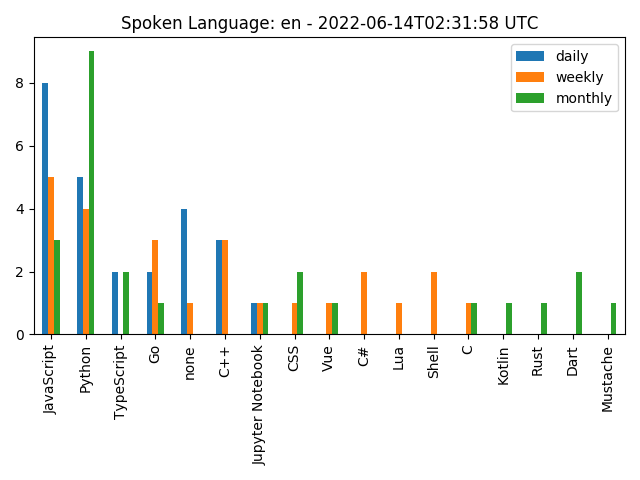 Spoken Language: en - 2022-06-14T02:31:58 UTC
daily
weekly
monthly
8
6
4
2
0
JavaScript
Python
TypeScript
Go
none
C++
Jupyter Notebook
CSS
Vue
C#
Lua
Shell
C
Kotlin
Rust
Dart
Mustache